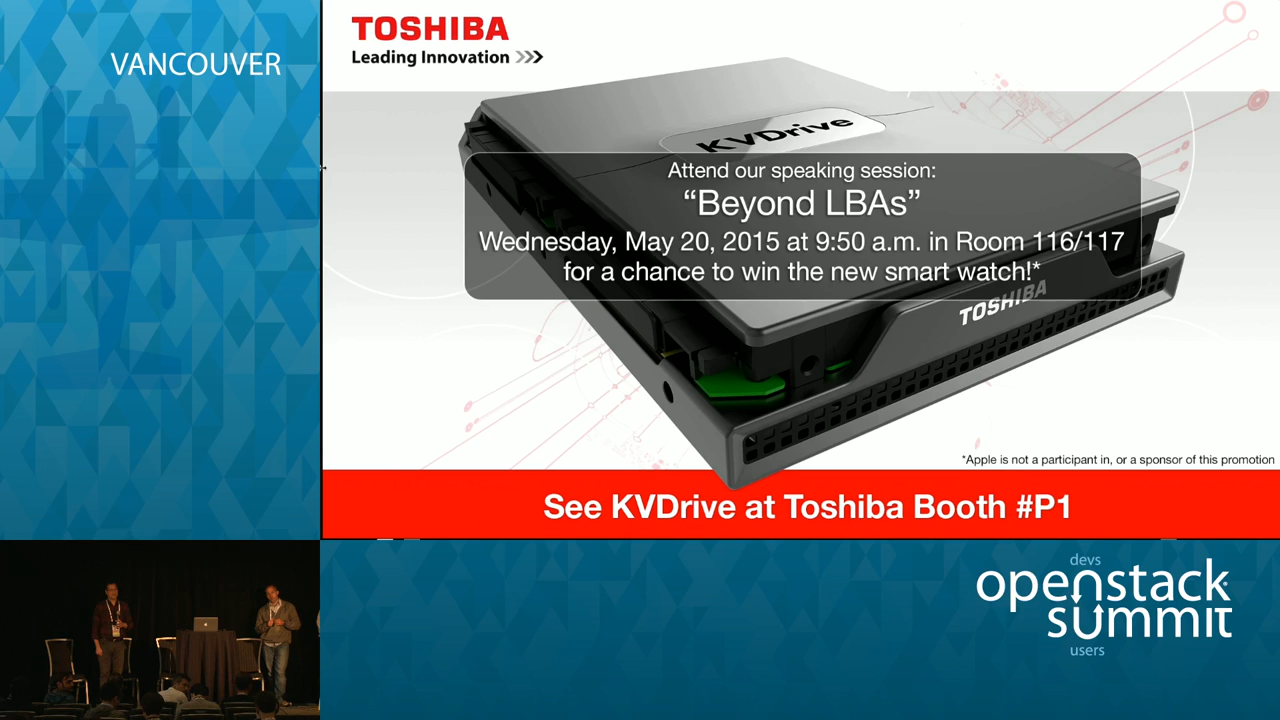 VANCOUVER
TOSHIBA
Leading Innovation >>>
KVDrive
Attend our speaking session:
“Beyond LBAs”
Wednesday, May 20, 2015 at 9:50 a.m. in Room 116/117
for a chance to win the new smart watch!*
TOSHIBA
*Apple is not a participant in, or a sponsor of this promotion
See KVDrive at Toshiba Booth #P1
devs
openstack
summit
users